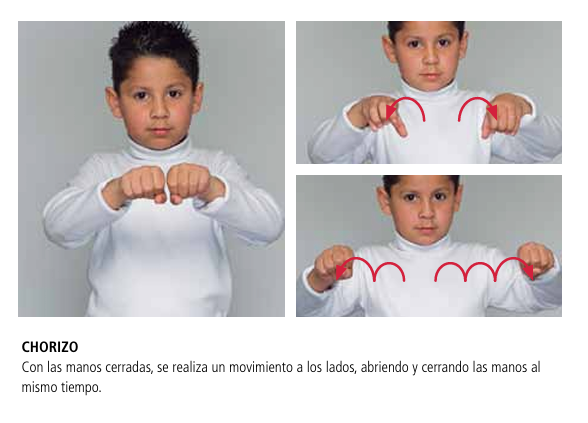 CHORIZO
Con las manos cerradas, se realiza un movimiento a los lados, abriendo y cerrando las manos al
mismo tiempo.